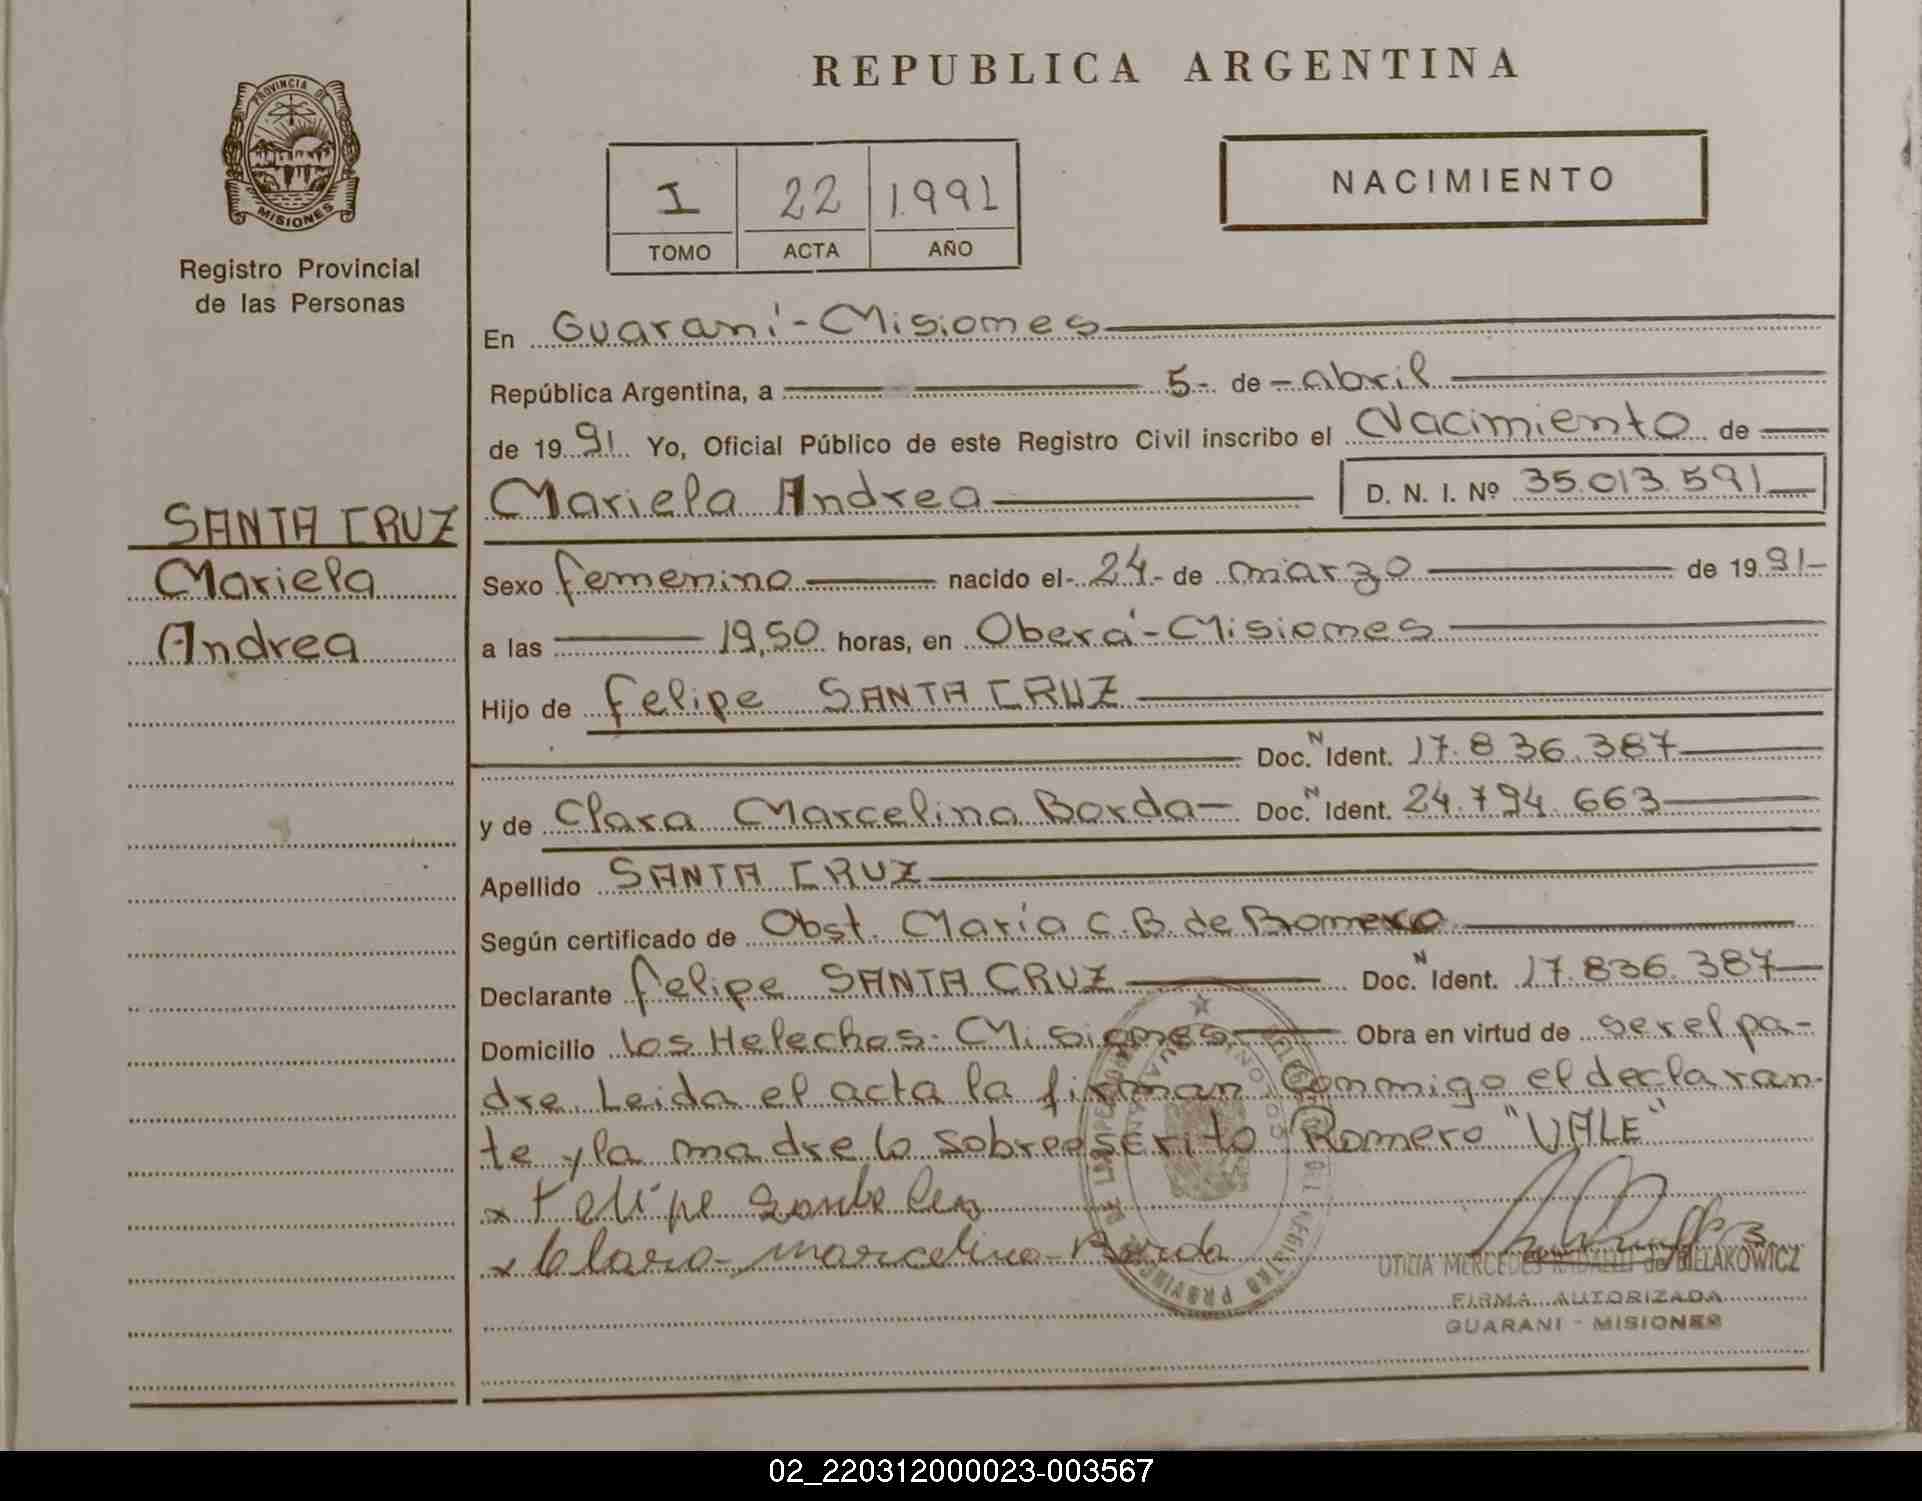 REPUBLICA ARGENTINA
PROVINCIA DE
MISIONES
Registro Provincial
de las Personas
I 22 1.991
TOMO ACTA AÑO
NACIMIENTO
En Guaraní-Misiones
República Argentina, a 5- de abril
de 1991. Yo, Oficial Público de este Registro Civil inscribo el Nacimiento de
Mariela Andrea D. N. I. Nº 35.013.591
SANTA CRUZ
Mariela
Andrea
Sexo femenino nacido el 24 de marzo de 1991-
a las 19,50 horas, en Oberá-Misiones
Hijo de Felipe SANTA CRUZ
Doc. N Ident. 17.836.387
y de Clara Marcelina Borda- Doc. N Ident. 24.794.663
Apellido SANTA CRUZ
Según certificado de Obst. María C.B. de Romero
Declarante Felipe SANTA CRUZ Doc. N Ident. 17.836.387
Domicilio Los Helechos-Misiones Obra en virtud de ser el pa-
dre. Leida el acta la firman conmigo el declaran-
te y la madre lo sobreescrito Romero "VALE"
x Felipe Santa Cruz
x Clara-marcelina-Borda
MERCEDES de BIELAKOWICZ
FIRMA AUTORIZADA
GUARANI - MISIONES
02_220312000023-003567